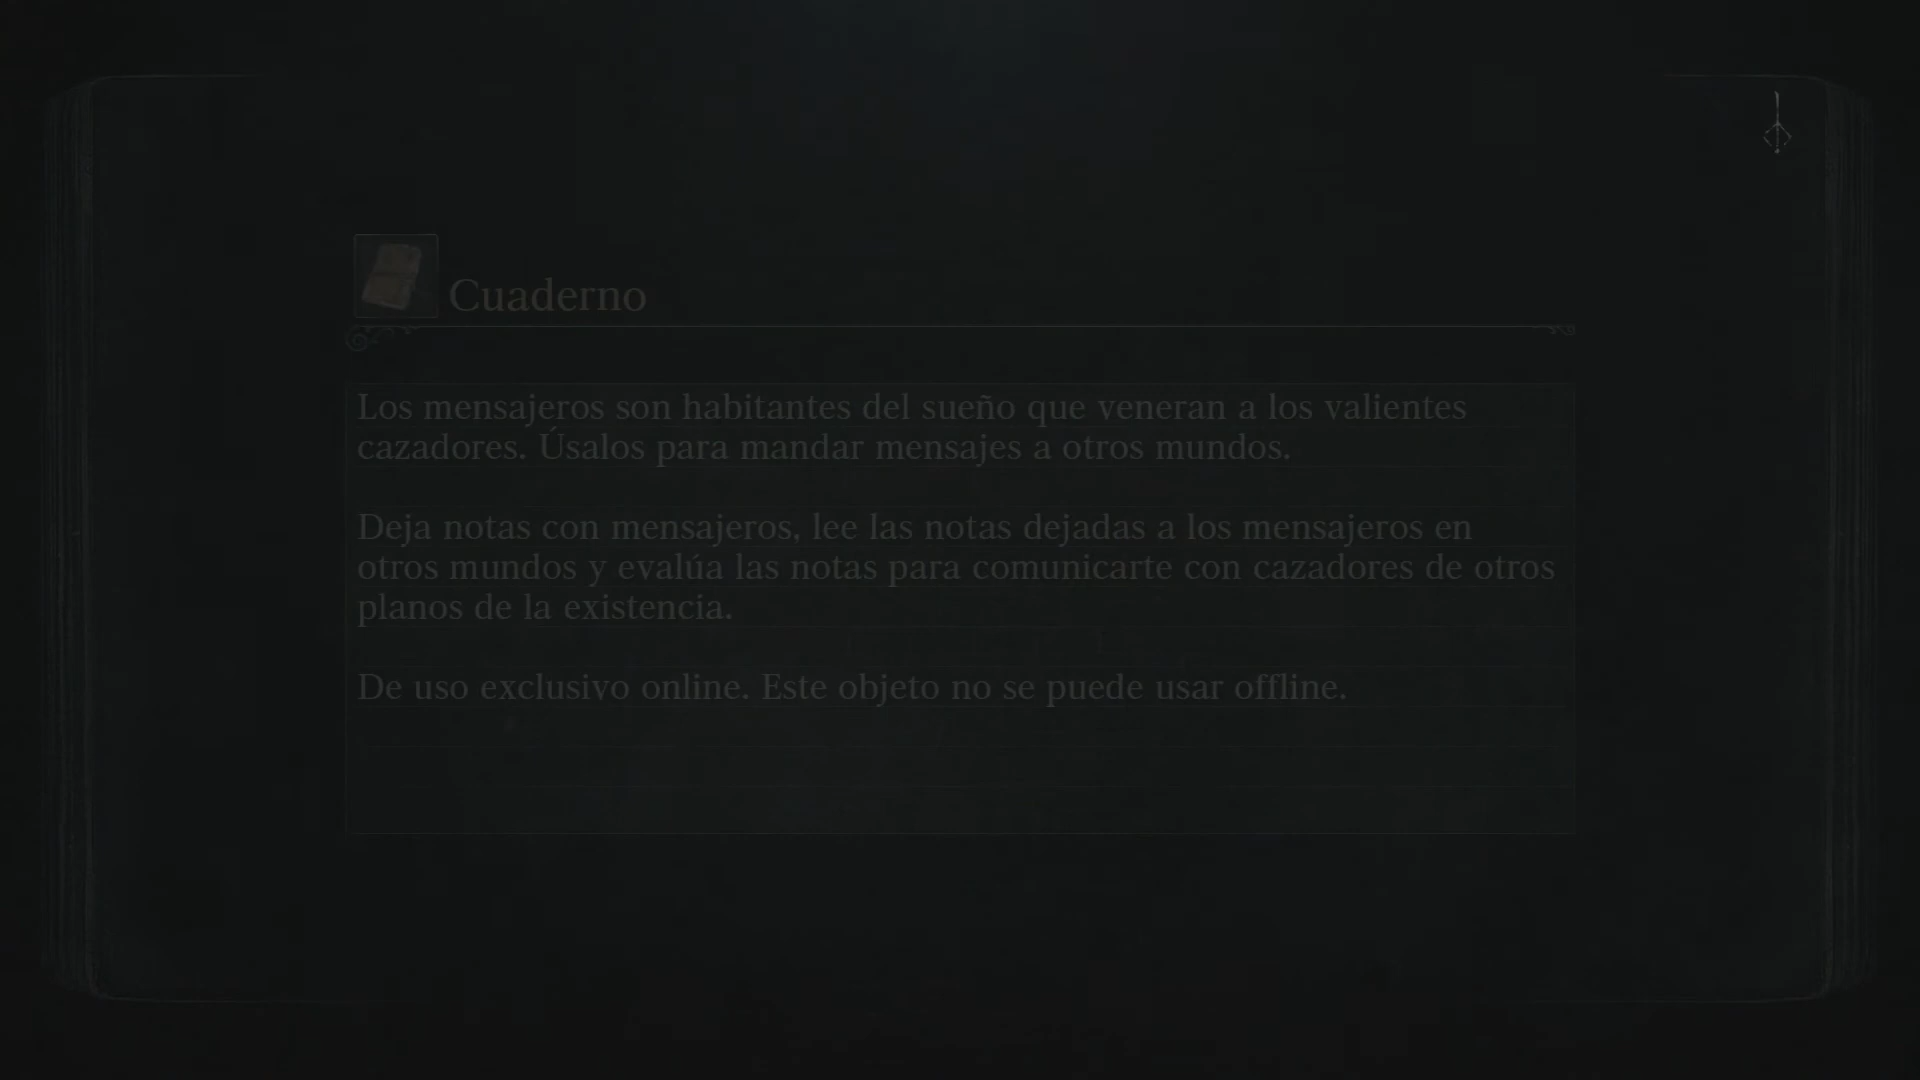 Cuaderno
Los mensajeros son habitantes del sueño que veneran a los valientes
cazadores. Úsalos para mandar mensajes a otros mundos.
Deja notas con mensajeros, lee las notas dejadas a los mensajeros en
otros mundos y evalúa las notas para comunicarte con cazadores de otros
planos de la existencia.
De uso exclusivo online. Este objeto no se puede usar offline.